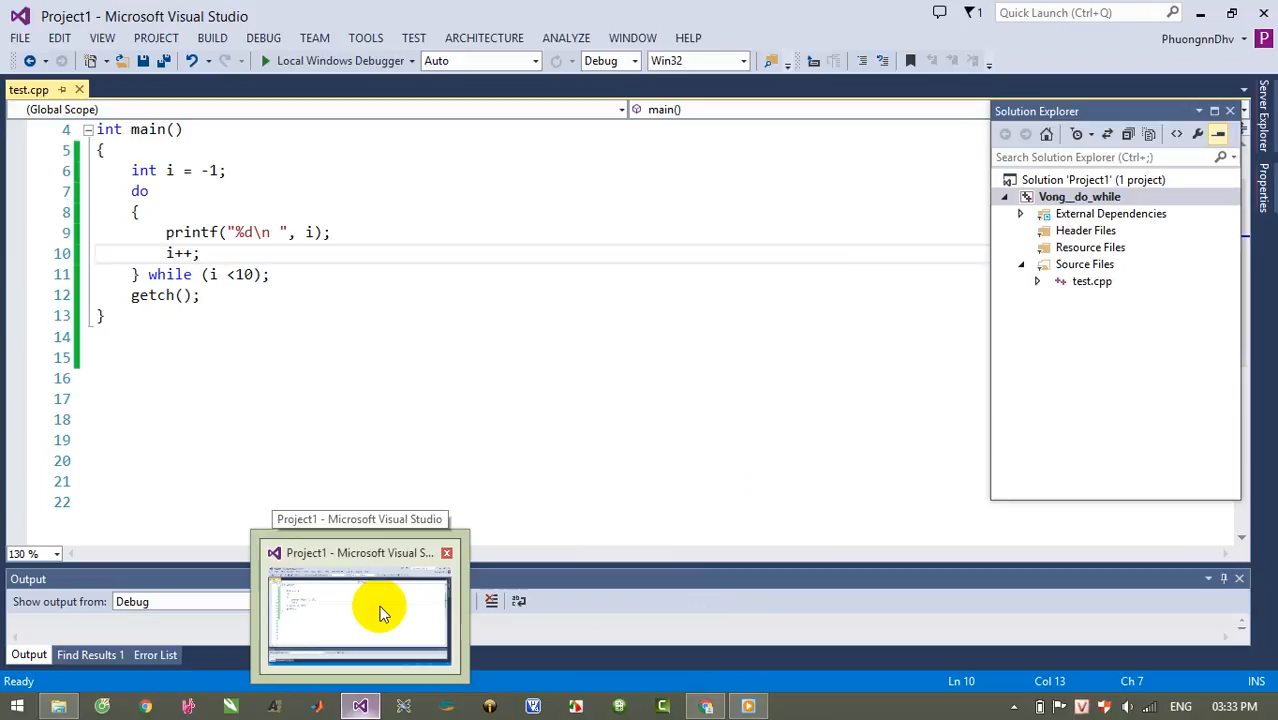 Project1 - Microsoft Visual Studio
1
Quick Launch (Ctrl+Q)
FILE EDIT VIEW PROJECT BUILD DEBUG TEAM TOOLS TEST ARCHITECTURE ANALYZE WINDOW HELP
PhuongnnDhv
P
Local Windows Debugger
Auto
Debug
Win32
test.cpp
(Global Scope)
main()
4 int main()
5 {
6 int i = -1;
7 do
8 {
9 printf("%d\n ", i);
10 i++;
11 } while (i <10);
12 getch();
13 }
14
15
16
17
18
19
20
21
22
Solution Explorer
Search Solution Explorer (Ctrl+;)
Solution 'Project1' (1 project)
Vong__do_while
External Dependencies
Header Files
Resource Files
Source Files
test.cpp
Server Explorer
Properties
Project1 - Microsoft Visual Studio
Project1 - Microsoft Visual S...
130 %
Output
Show output from: Debug
Output Find Results 1 Error List
Ready
Ln 10 Col 13 Ch 7 INS
ENG
03:33 PM